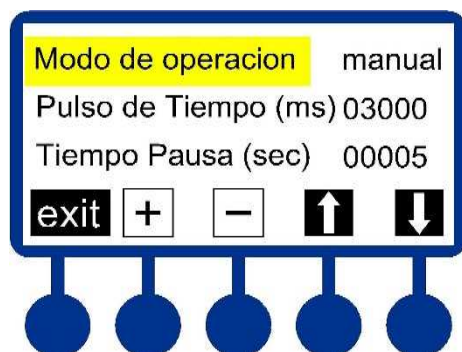 Modo de operacion manual
Pulso de Tiempo (ms) 03000
Tiempo Pausa (sec) 00005
exit + − ↑ ↓